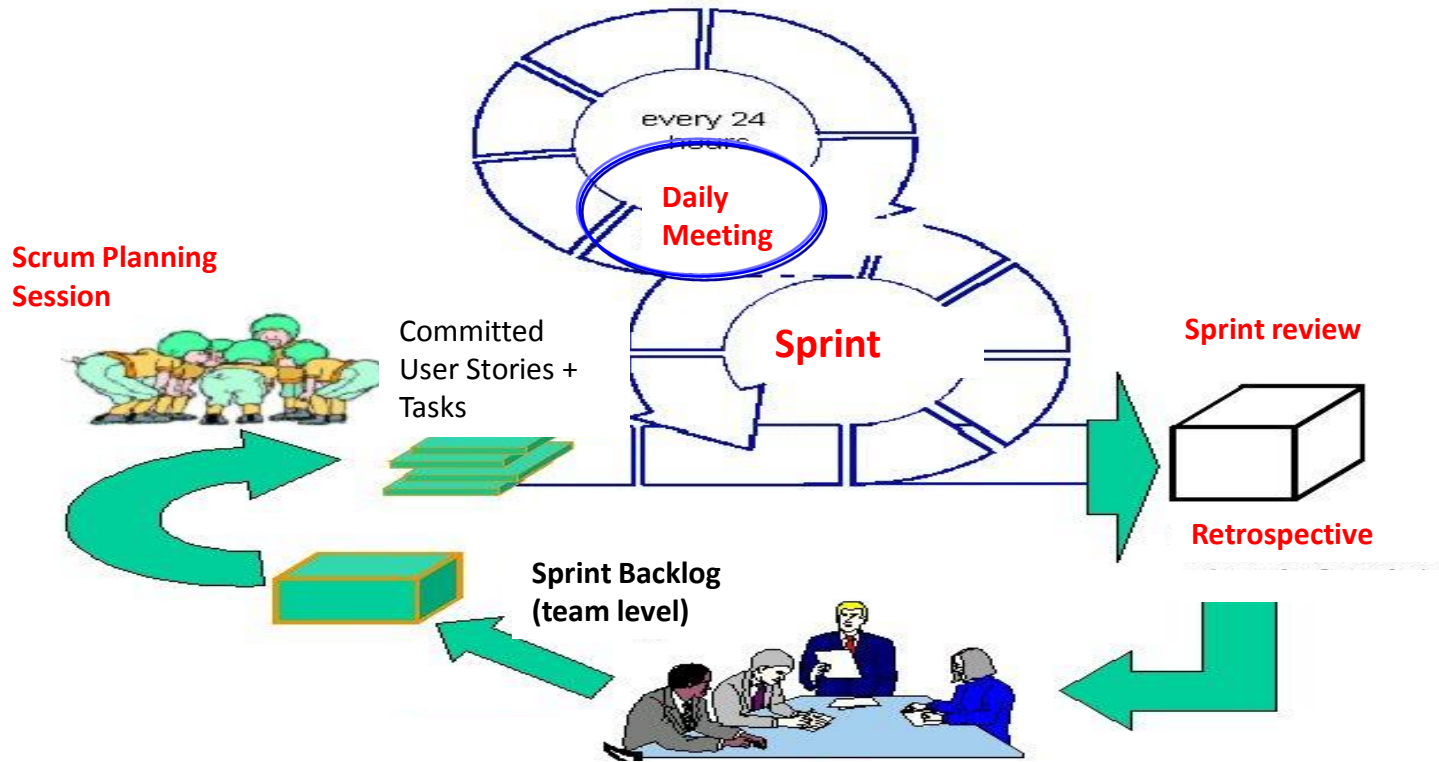 every 24
hours
Daily
Meeting
Scrum Planning
Session
Committed
User Stories +
Tasks
Sprint
Sprint review
Retrospective
Sprint Backlog
(team level)